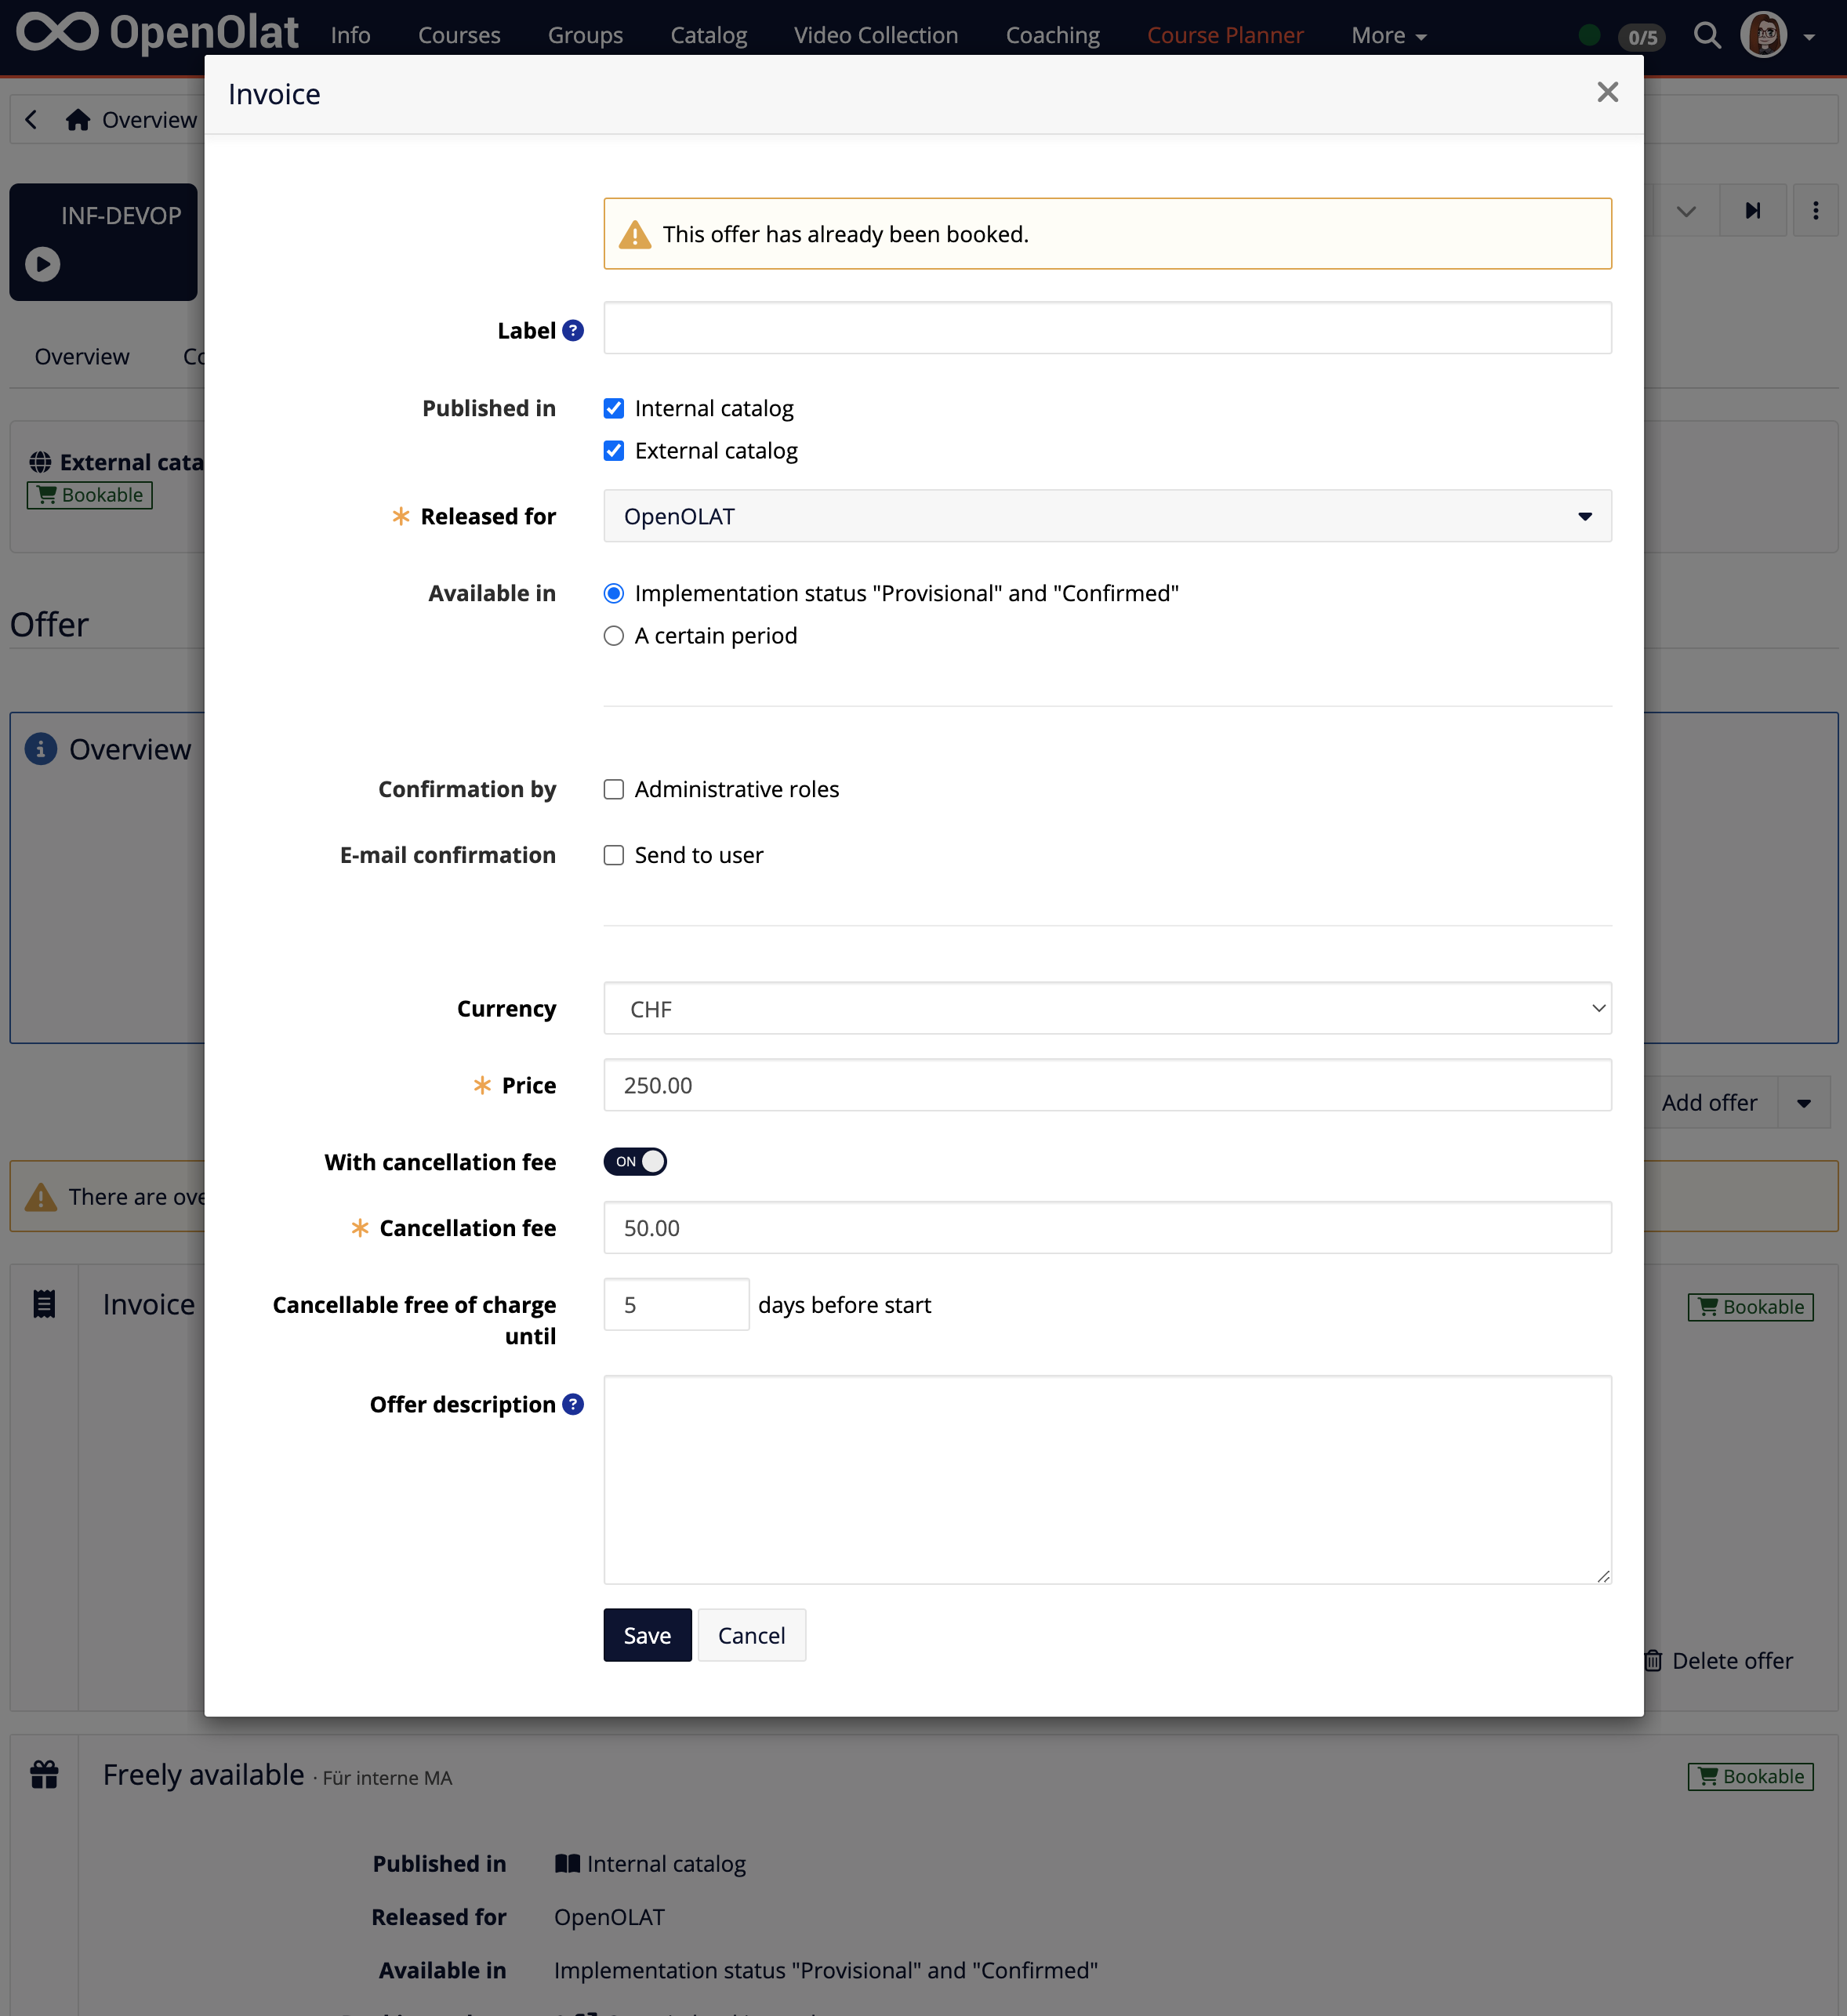 OpenOlat Info Courses Groups Catalog Video Collection Coaching Course Planner More 0/5
Invoice
Overview
INF-DEVOP
This offer has already been booked.
Label ?
Overview
Published in Internal catalog
External catalog
External cata
Bookable
Released for OpenOLAT
Available in Implementation status "Provisional" and "Confirmed"
A certain period
Offer
Overview
Confirmation by Administrative roles
E-mail confirmation Send to user
Currency CHF
Price 250.00
Add offer
With cancellation fee ON
There are ove
Cancellation fee 50.00
Cancellable free of charge until 5 days before start
Invoice
Bookable
Offer description ?
Save Cancel
Delete offer
Freely available · Für interne MA
Bookable
Published in Internal catalog
Released for OpenOLAT
Available in Implementation status "Provisional" and "Confirmed"